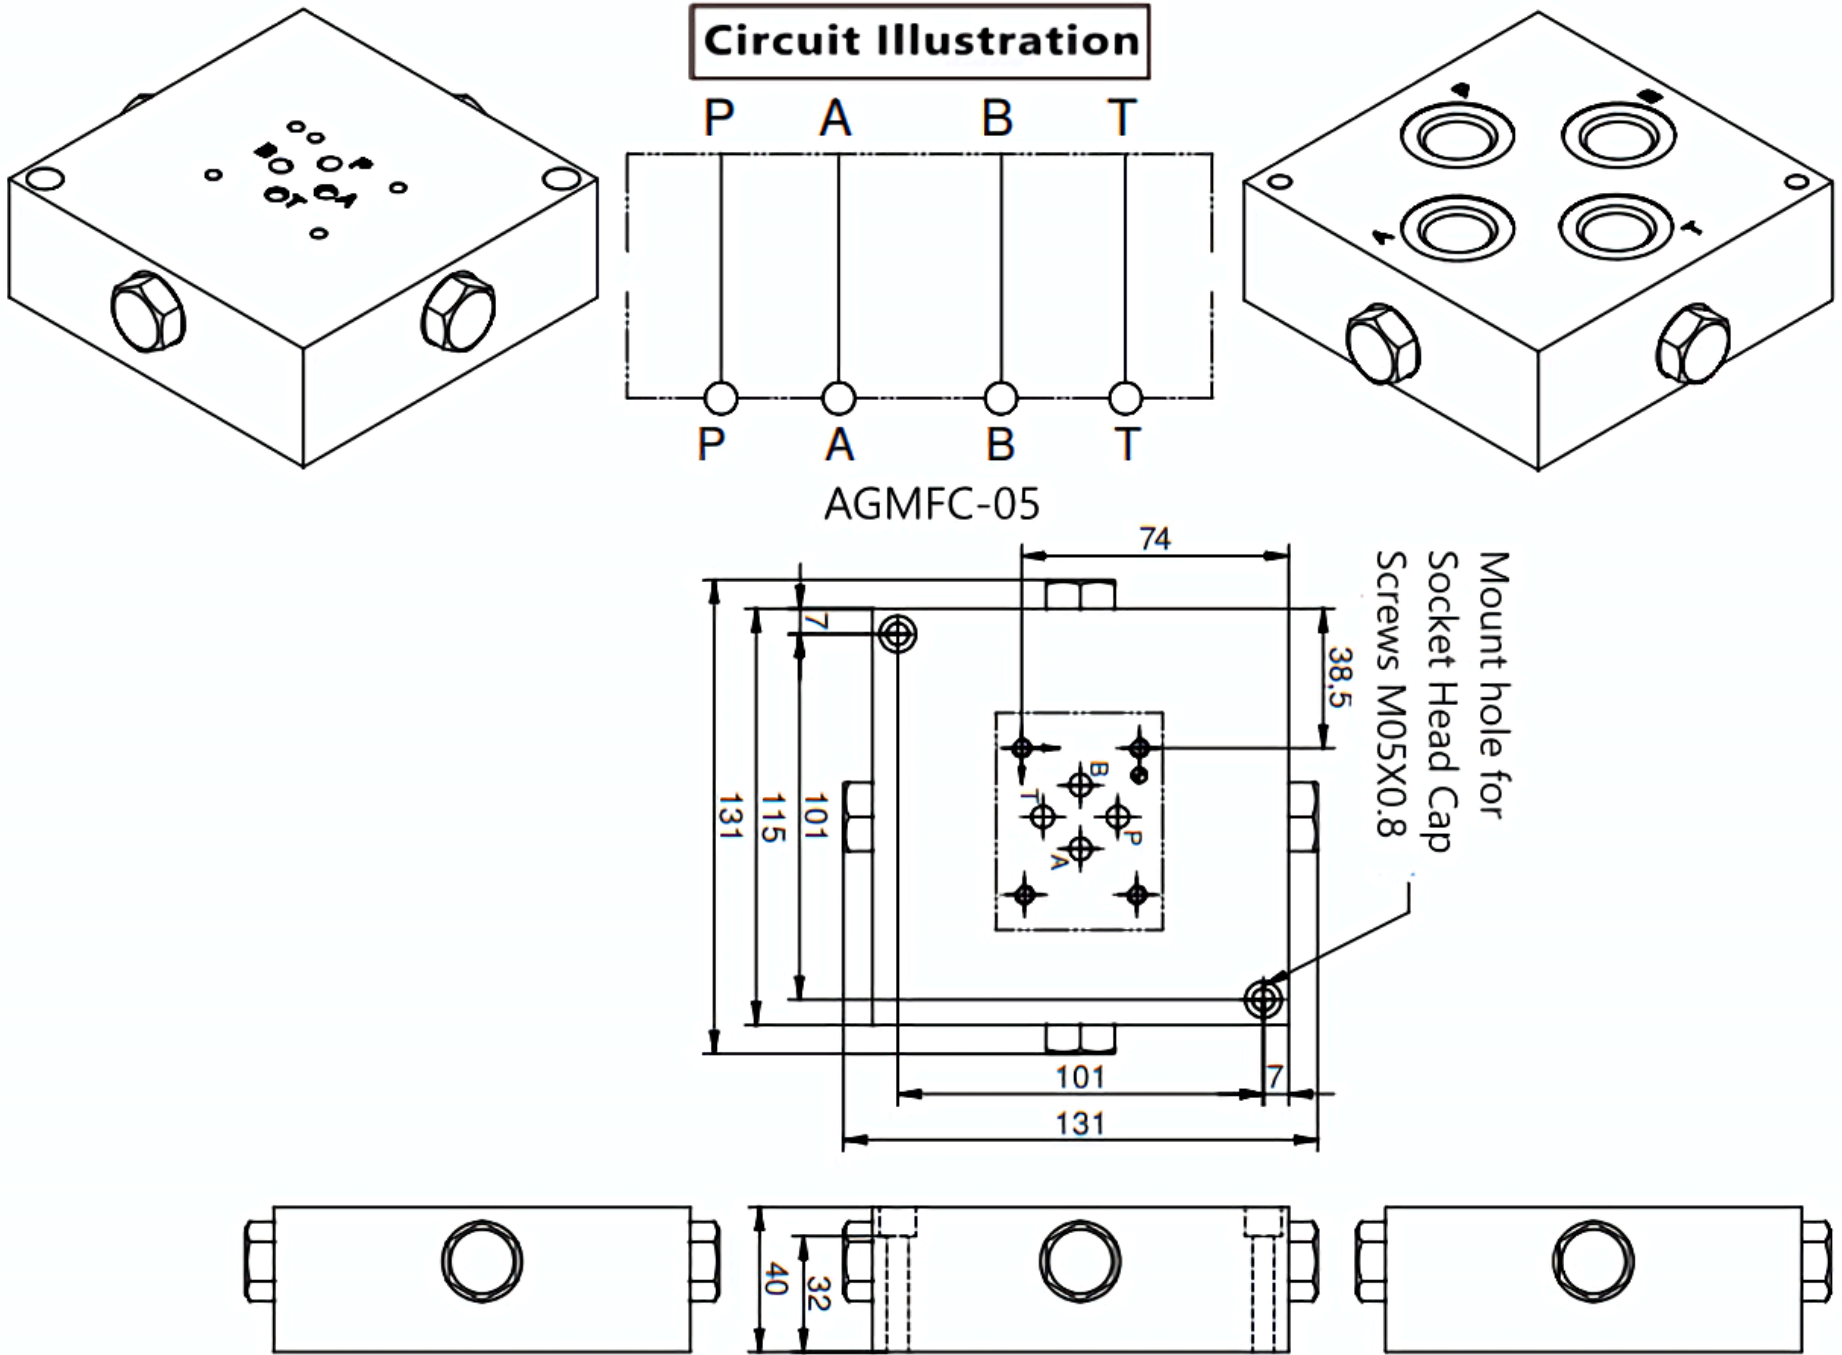 Circuit Illustration
P A B T
P A B T
AGMFC-05
74
7
38.5
Mount hole for
Socket Head Cap
Screws M05X0.8
B
T
P
A
131
115
101
101
7
131
40
32
B
P
T
A
A
B
T